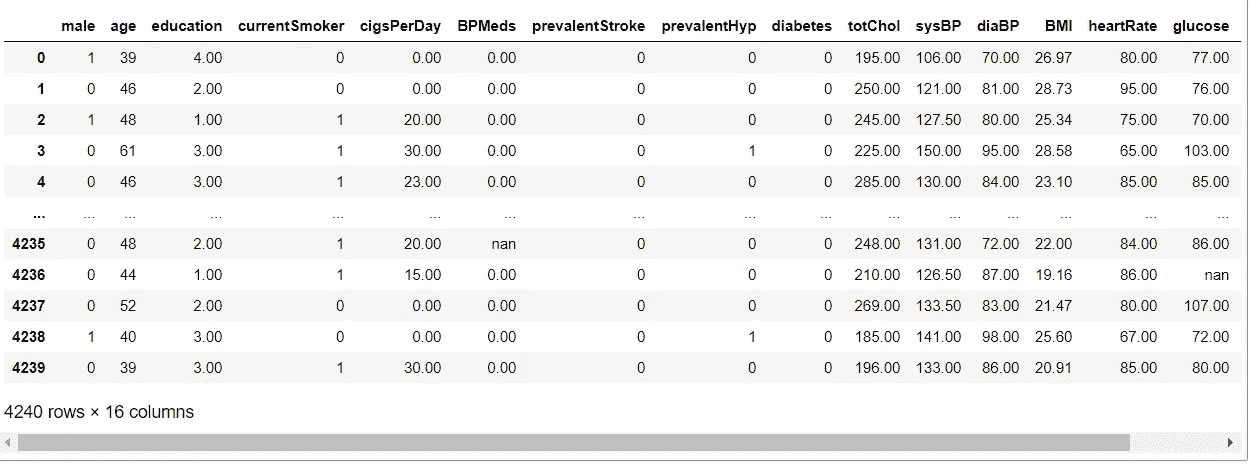 male age education currentSmoker cigsPerDay BPMeds prevalentStroke prevalentHyp diabetes totChol sysBP diaBP BMI heartRate glucose
0 1 39 4.00 0 0.00 0.00 0 0 0 195.00 106.00 70.00 26.97 80.00 77.00
1 0 46 2.00 0 0.00 0.00 0 0 0 250.00 121.00 81.00 28.73 95.00 76.00
2 1 48 1.00 1 20.00 0.00 0 0 0 245.00 127.50 80.00 25.34 75.00 70.00
3 0 61 3.00 1 30.00 0.00 0 1 0 225.00 150.00 95.00 28.58 65.00 103.00
4 0 46 3.00 1 23.00 0.00 0 0 0 285.00 130.00 84.00 23.10 85.00 85.00
... ... ... ... ... ... ... ... ... ... ... ... ... ... ... ...
4235 0 48 2.00 1 20.00 nan 0 0 0 248.00 131.00 72.00 22.00 84.00 86.00
4236 0 44 1.00 1 15.00 0.00 0 0 0 210.00 126.50 87.00 19.16 86.00 nan
4237 0 52 2.00 0 0.00 0.00 0 0 0 269.00 133.50 83.00 21.47 80.00 107.00
4238 1 40 3.00 0 0.00 0.00 0 1 0 185.00 141.00 98.00 25.60 67.00 72.00
4239 0 39 3.00 1 30.00 0.00 0 0 0 196.00 133.00 86.00 20.91 85.00 80.00
4240 rows × 16 columns